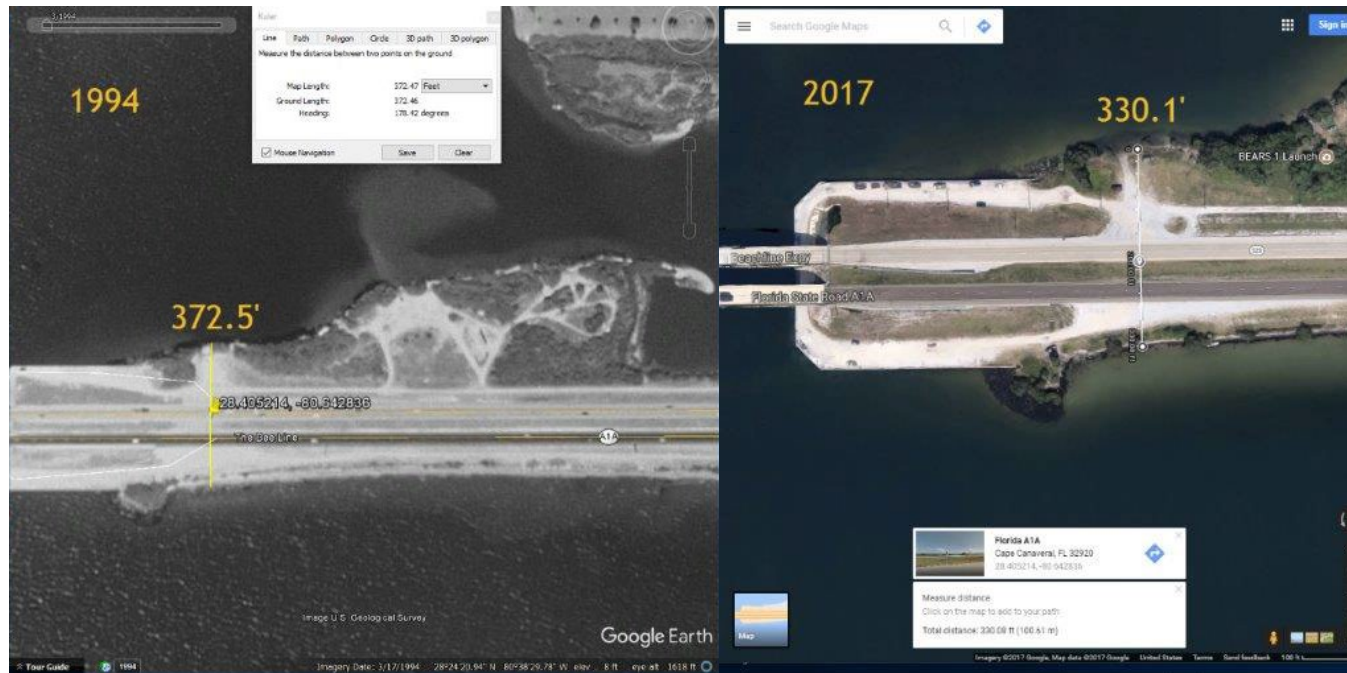 3/1994
Ruler
Line Path Polygon Circle 3D path 3D polygon
Measure the distance between two points on the ground
Map Length: 372.47 Feet
Ground Length: 372.46
Heading: 178.42 degrees
Mouse Navigation Save Clear
1994
372.5'
28.405214, -80.642836
The Bee Line
A1A
Image U.S. Geological Survey
Google Earth
Tour Guide 1994
Imagery Date: 3/17/1994 28°24'20.94" N 80°38'29.78" W elev 8 ft eye alt 1618 ft
Search Google Maps
Sign in
2017
330.1'
BEARS 1 Launch
Beachline Expy
528
Florida State Road A1A
Florida A1A
Cape Canaveral, FL 32920
28.405214, -80.642836
Measure distance
Click on the map to add to your path
Total distance: 330.08 ft (100.61 m)
Map
Imagery ©2017 Google, Map data ©2017 Google United States Terms Send feedback 100 ft